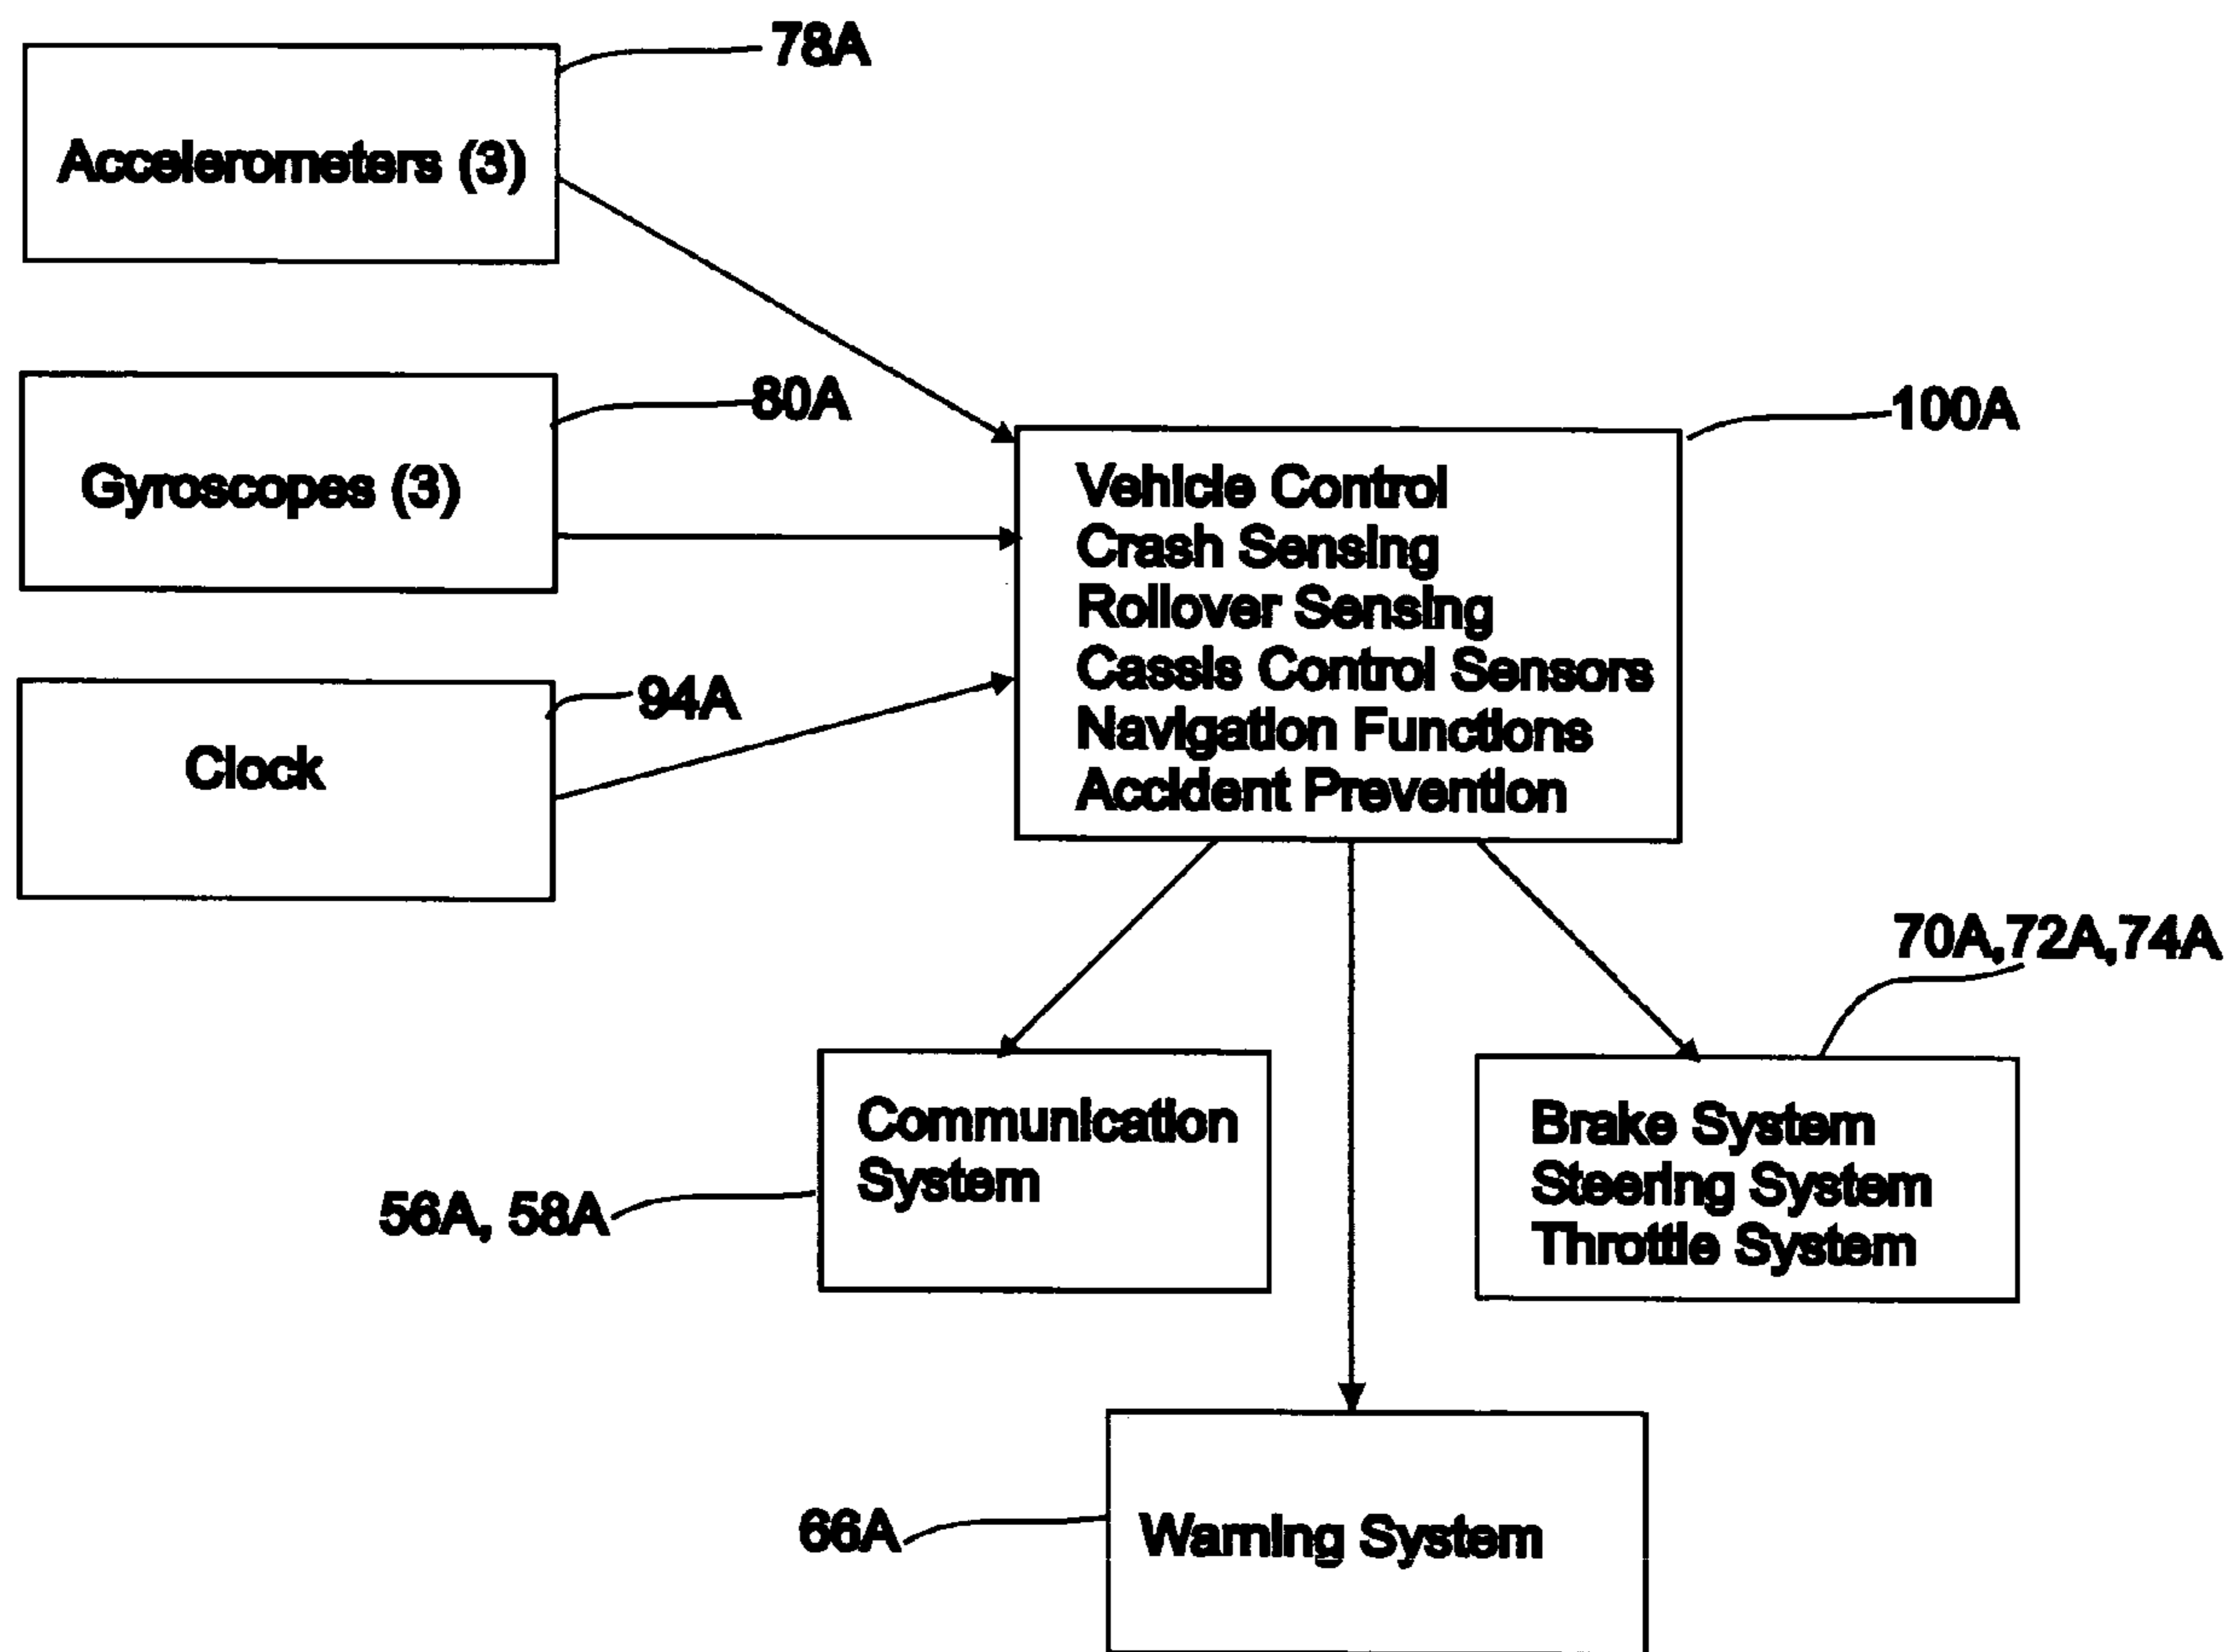 78A
Accelerometers (3)
80A
Gyroscopes (3)
94A
Clock
100A
Vehicle Control
Crash Sensing
Rollover Sensing
Cassis Control Sensors
Navigation Functions
Accident Prevention
70A,72A,74A
Communication
System
56A, 58A
Brake System
Steering System
Throttle System
66A
Warning System